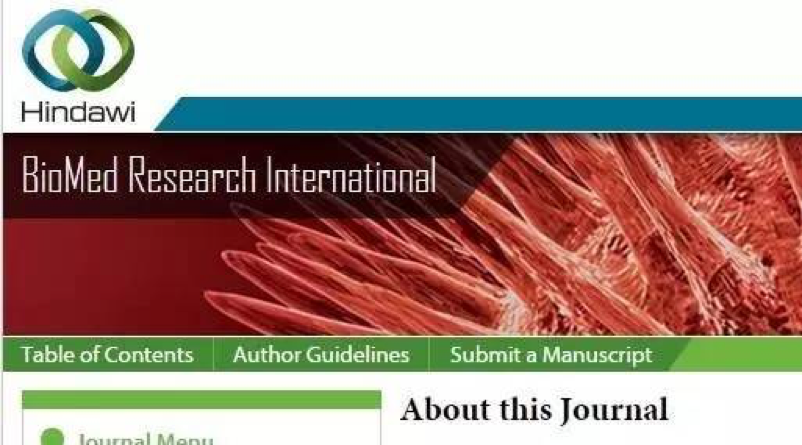 Hindawi
BioMed Research International
Table of Contents
Author Guidelines
Submit a Manuscript
About this Journal
Journal Menu